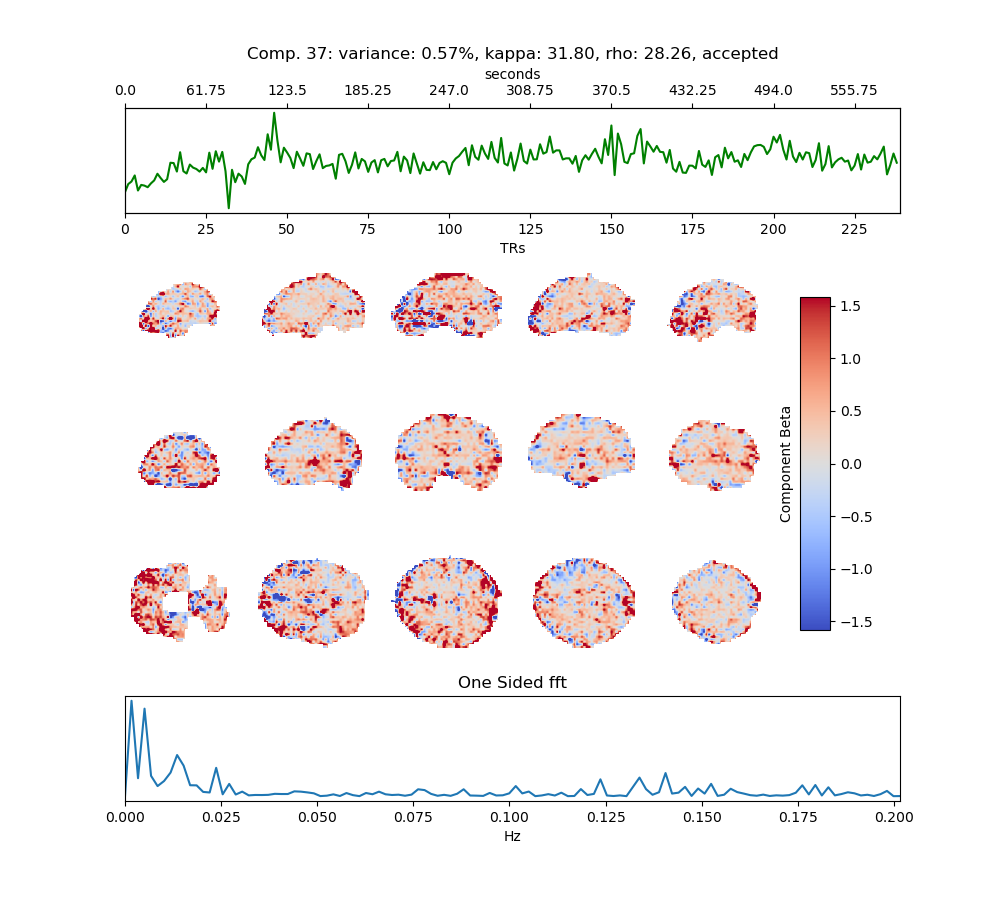 Comp. 37: variance: 0.57%, kappa: 31.80, rho: 28.26, accepted
seconds
0.0 61.75 123.5 185.25 247.0 308.75 370.5 432.25 494.0 555.75
0 25 50 75 100 125 150 175 200 225
TRs
1.5
1.0
0.5
0.0
−0.5
−1.0
−1.5
Component Beta
One Sided fft
0.000 0.025 0.050 0.075 0.100 0.125 0.150 0.175 0.200
Hz